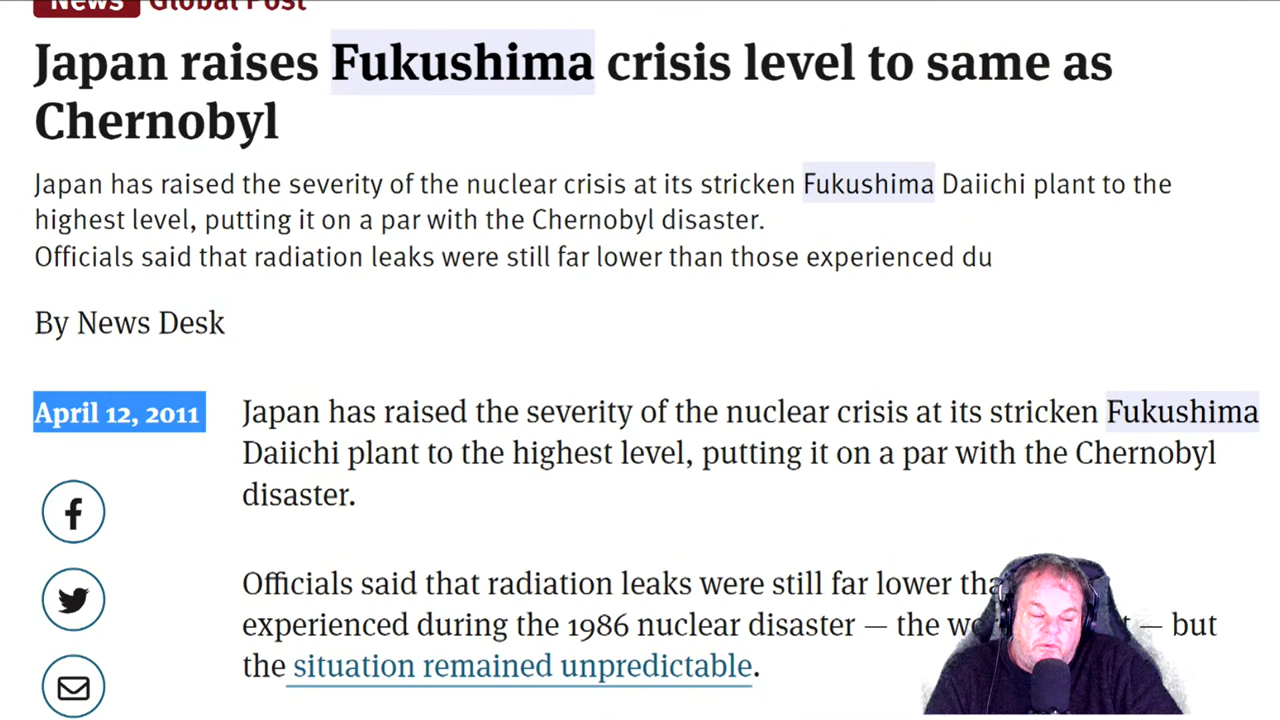 News Global Post
Japan raises Fukushima crisis level to same as
Chernobyl
Japan has raised the severity of the nuclear crisis at its stricken Fukushima Daiichi plant to the
highest level, putting it on a par with the Chernobyl disaster.
Officials said that radiation leaks were still far lower than those experienced du
By News Desk
April 12, 2011
Japan has raised the severity of the nuclear crisis at its stricken Fukushima
Daiichi plant to the highest level, putting it on a par with the Chernobyl
disaster.
Officials said that radiation leaks were still far lower
experienced during the 1986 nuclear disaster — the — but
the situation remained unpredictable.